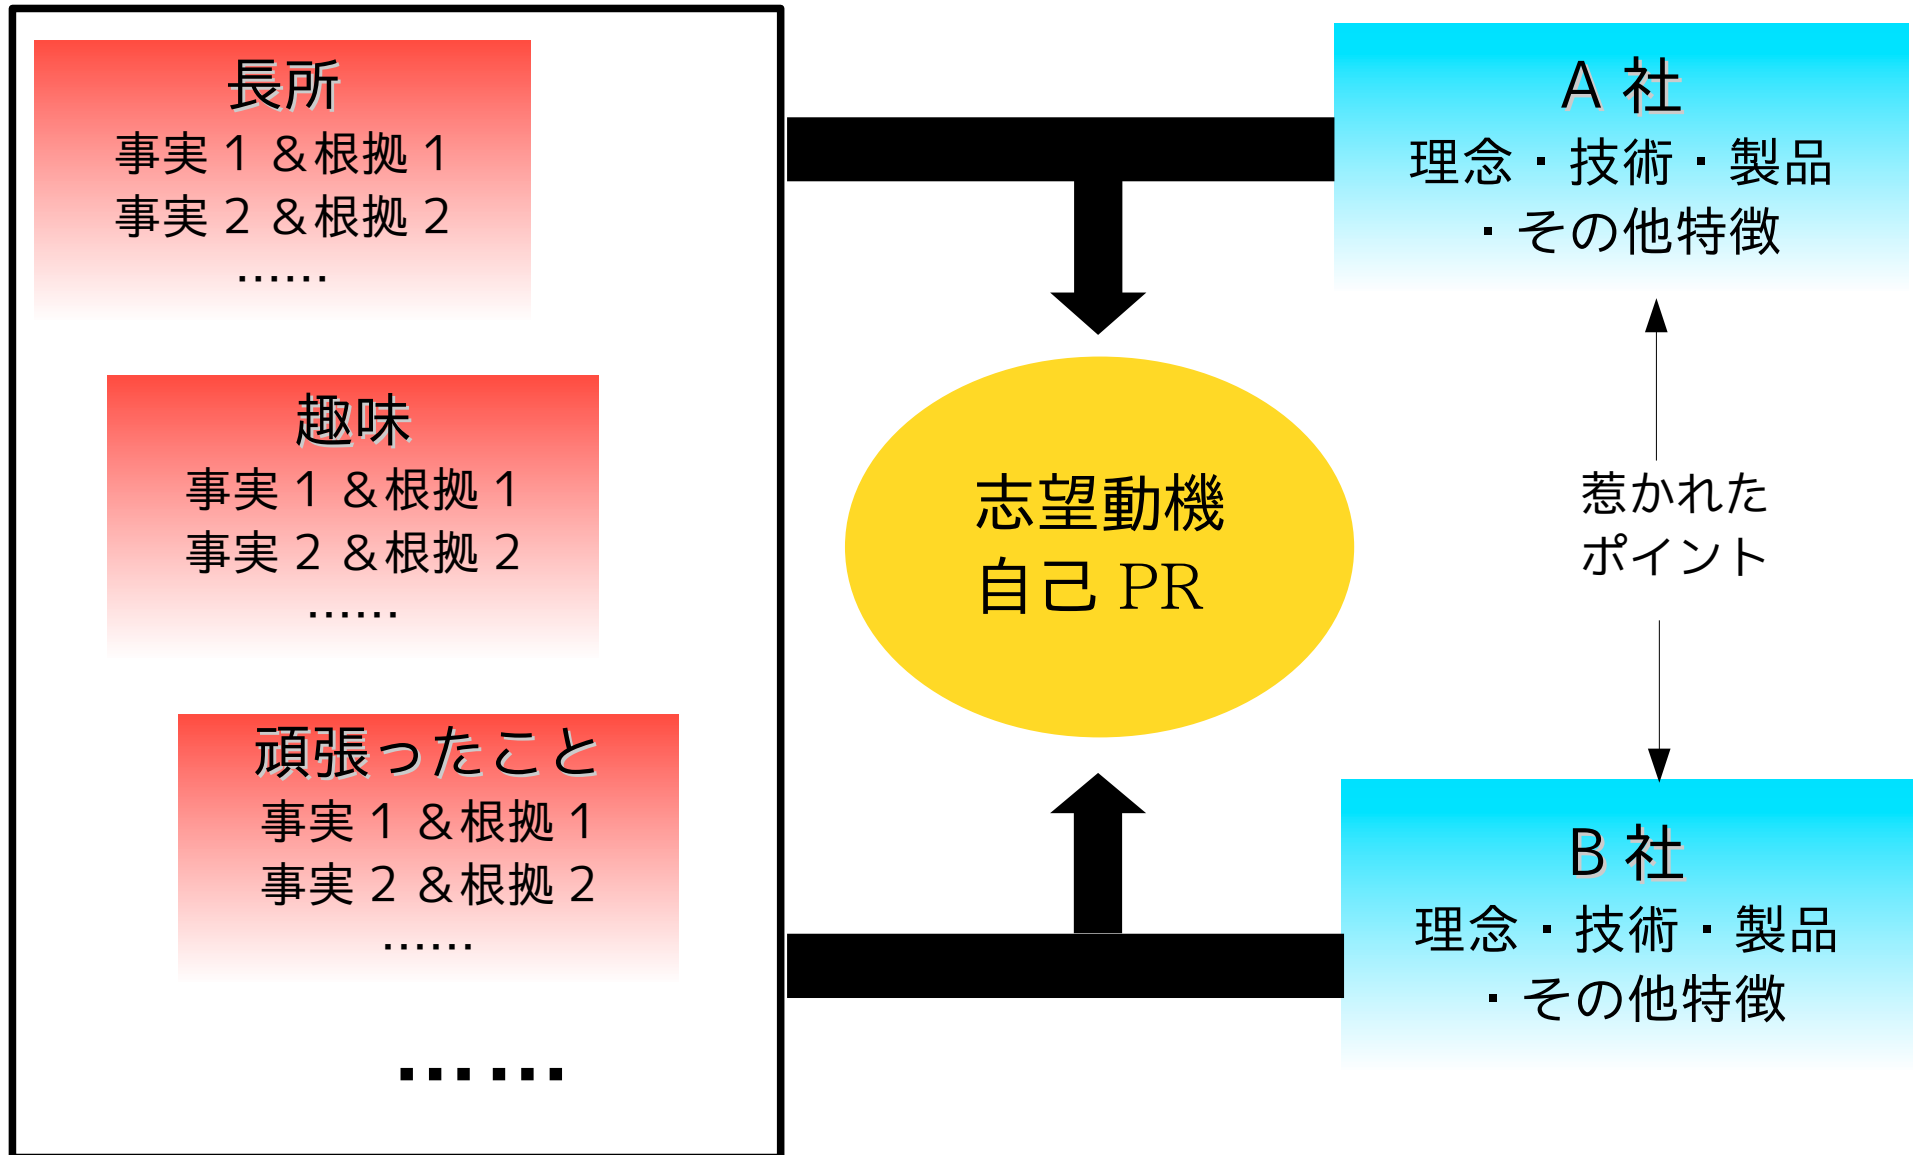 長所
事実1&根拠1
事実2&根拠2
……
趣味
事実1&根拠1
事実2&根拠2
……
頑張ったこと
事実1&根拠1
事実2&根拠2
……
……
志望動機
自己 PR
A 社
理念・技術・製品
・その他特徴
惹かれた
ポイント
B 社
理念・技術・製品
・その他特徴